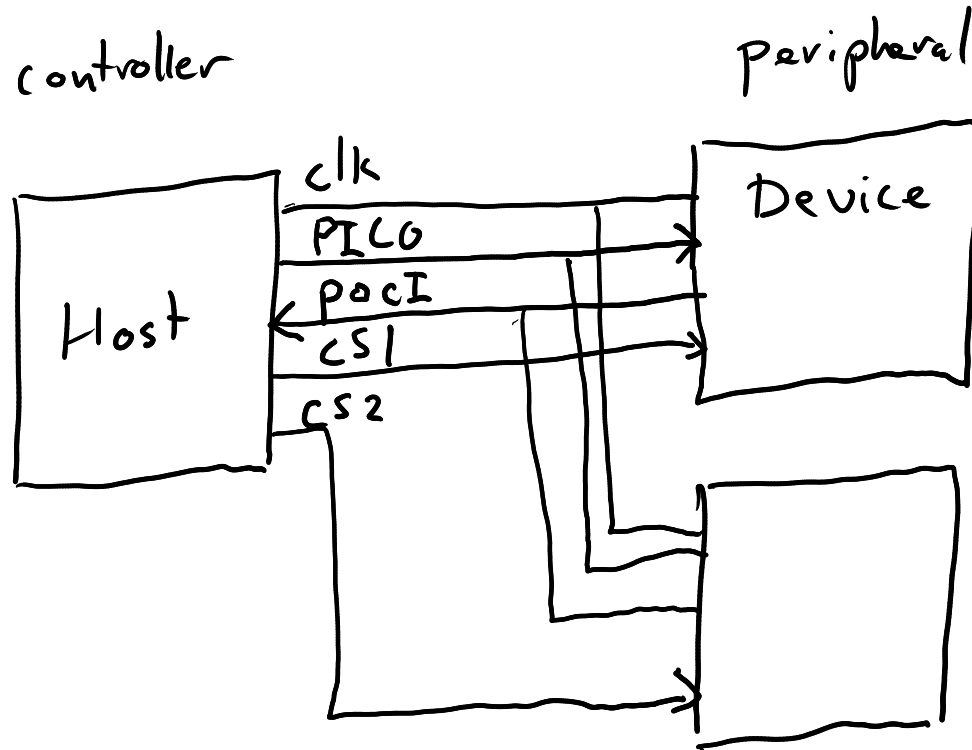 controller
peripheral
clk
Device
PICO
POCI
Host
CS1
CS2